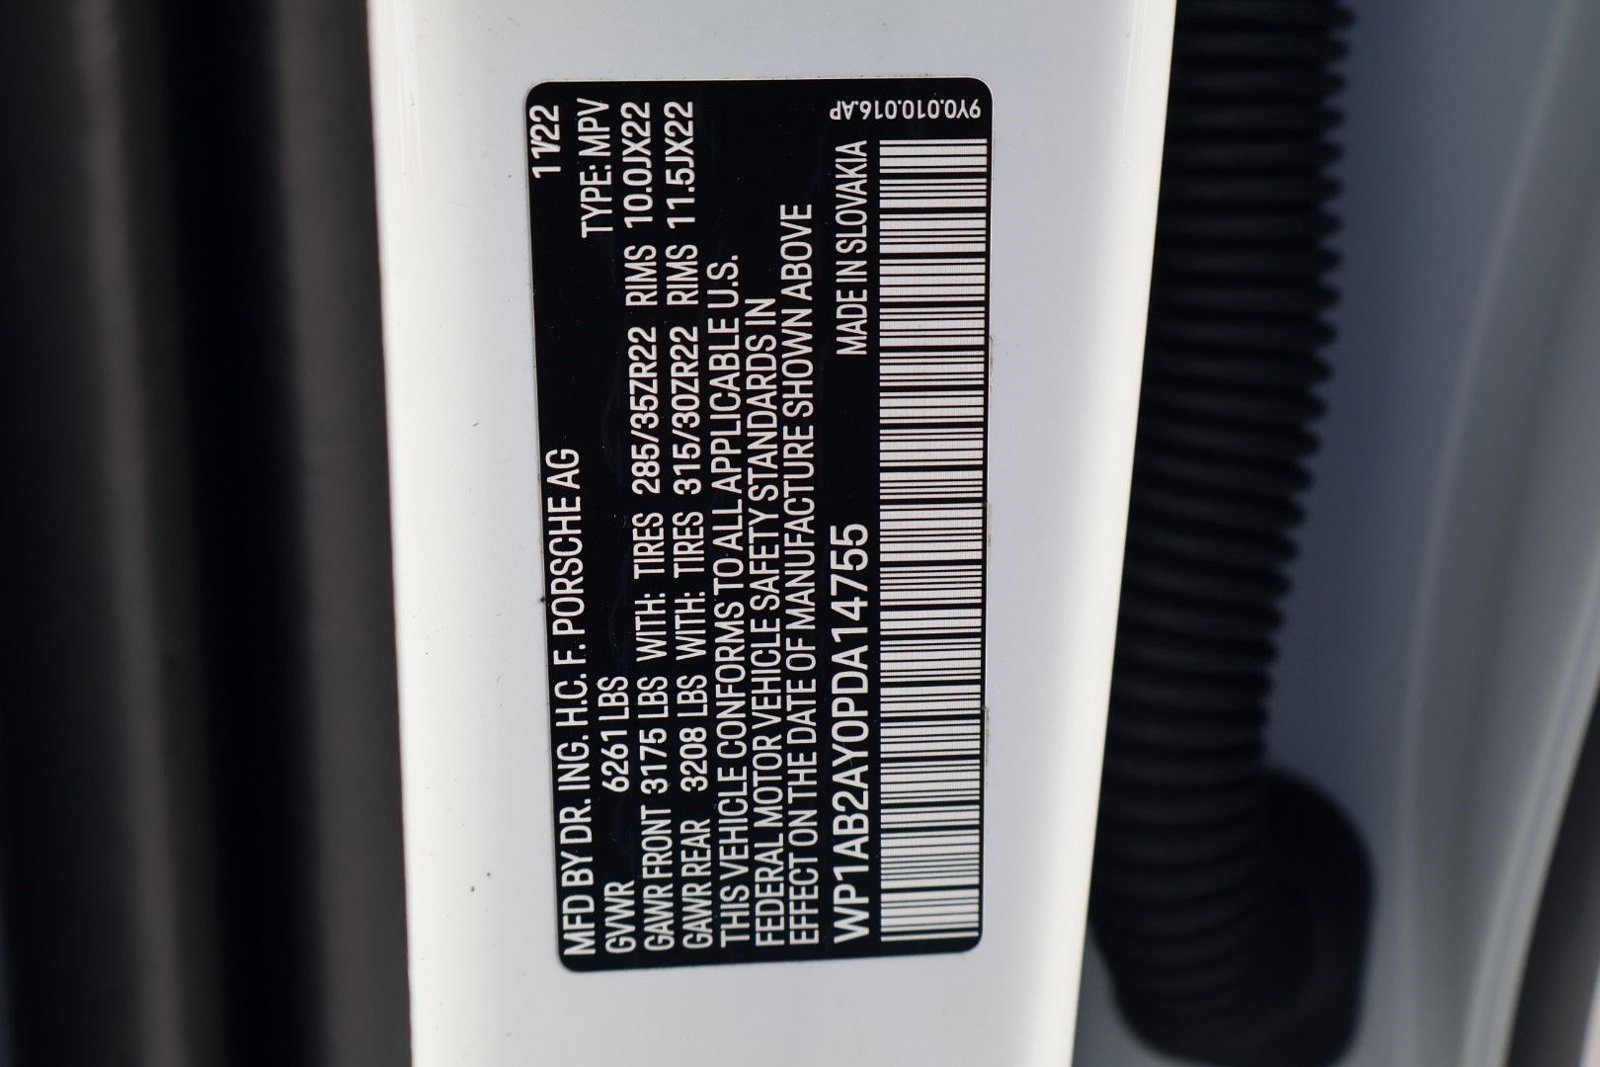 11/22
MFD BY DR. ING. H.C. F. PORSCHE AG
TYPE: MPV
GVWR 6261 LBS
GAWR FRONT 3175 LBS WITH: TIRES 285/35ZR22 RIMS 10.0JX22
GAWR REAR 3208 LBS WITH: TIRES 315/30ZR22 RIMS 11.5JX22
THIS VEHICLE CONFORMS TO ALL APPLICABLE U.S.
FEDERAL MOTOR VEHICLE SAFETY STANDARDS IN
EFFECT ON THE DATE OF MANUFACTURE SHOWN ABOVE
WP1AB2AY0PDA14755
MADE IN SLOVAKIA
9Y0.010.016.AP